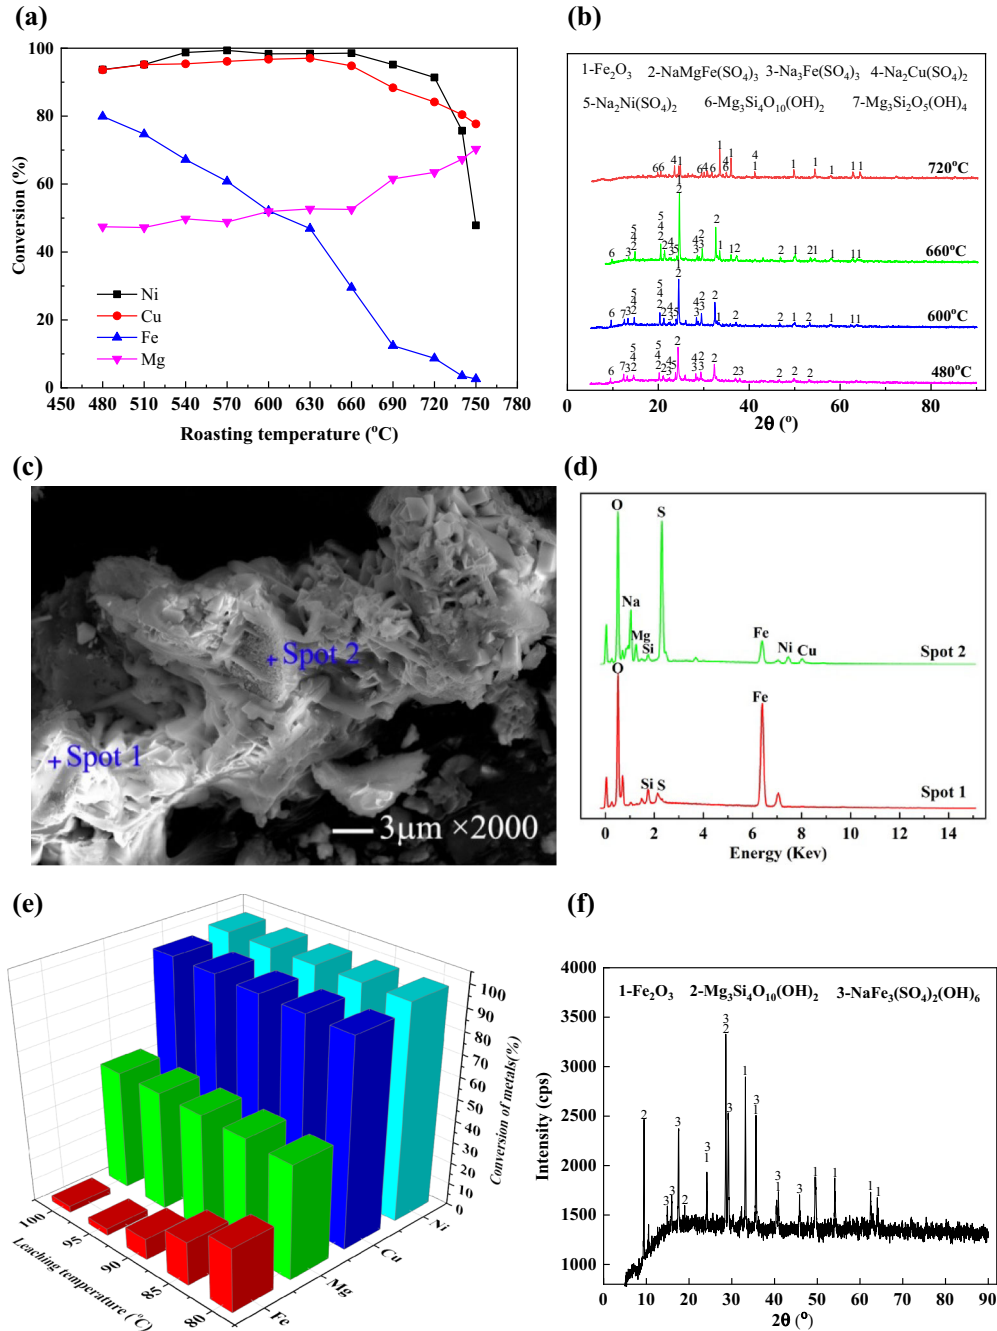 (a)
100
80
60
40
20
0
Conversion (%)
Ni
Cu
Fe
Mg
450 480 510 540 570 600 630 660 690 720 750 780
Roasting temperature (°C)
(b)
1-Fe₂O₃ 2-NaMgFe(SO₄)₃ 3-Na₃Fe(SO₄)₃ 4-Na₂Cu(SO₄)₂
5-Na₂Ni(SO₄)₂ 6-Mg₃Si₄O₁₀(OH)₂ 7-Mg₃Si₂O₅(OH)₄
720°C
660°C
600°C
480°C
0 20 40 60 80
2θ (°)
(c)
+ Spot 2
+ Spot 1
3μm ×2000
(d)
O
S
Na
Mg
Si
Fe
Ni
Cu
Spot 2
O
Fe
Si
S
Spot 1
0 2 4 6 8 10 12 14
Energy (Kev)
(e)
100
90
80
70
60
50
40
30
20
10
0
Conversion of metals(%)
Ni
Cu
Mg
Fe
100
95
90
85
80
Leaching temperature (°C)
(f)
4000
3500
3000
2500
2000
1500
1000
Intensity (cps)
1-Fe₂O₃ 2-Mg₃Si₄O₁₀(OH)₂ 3-NaFe₃(SO₄)₂(OH)₆
0 10 20 30 40 50 60 70 80 90
2θ (°)